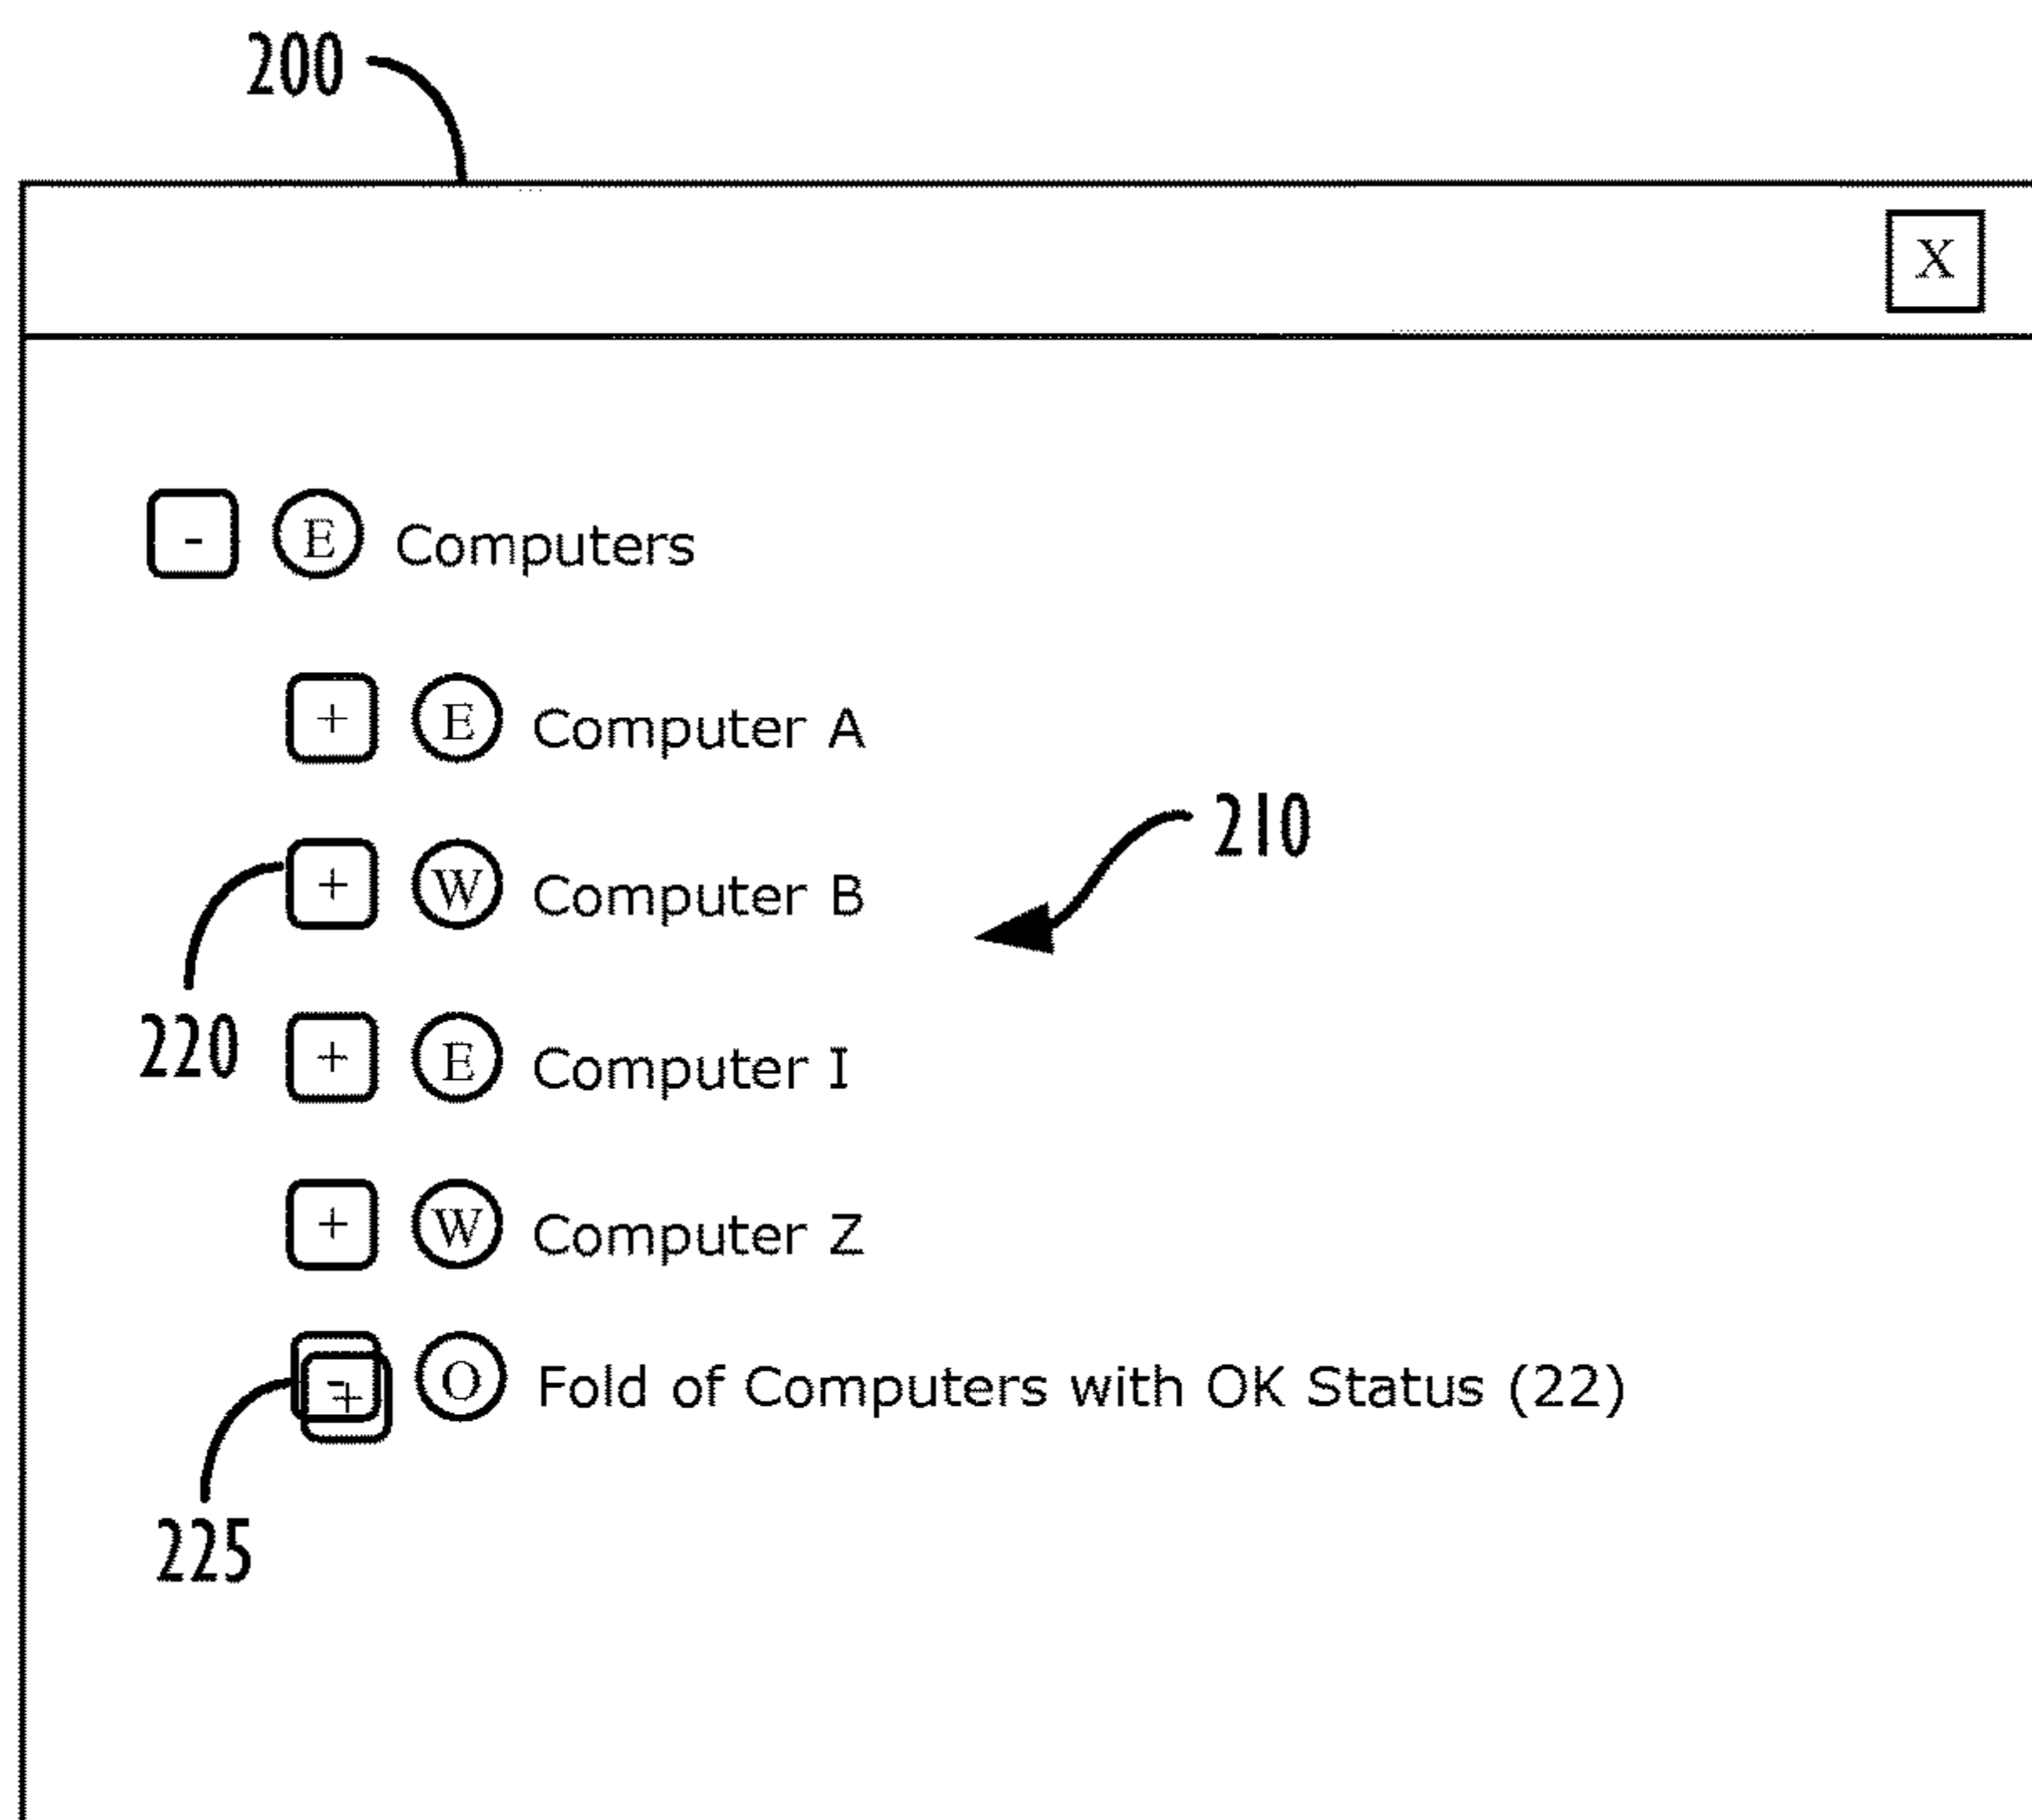 200
X
- E Computers
+ E Computer A
210
+ W Computer B
220
+ E Computer I
+ W Computer Z
- + O Fold of Computers with OK Status (22)
225